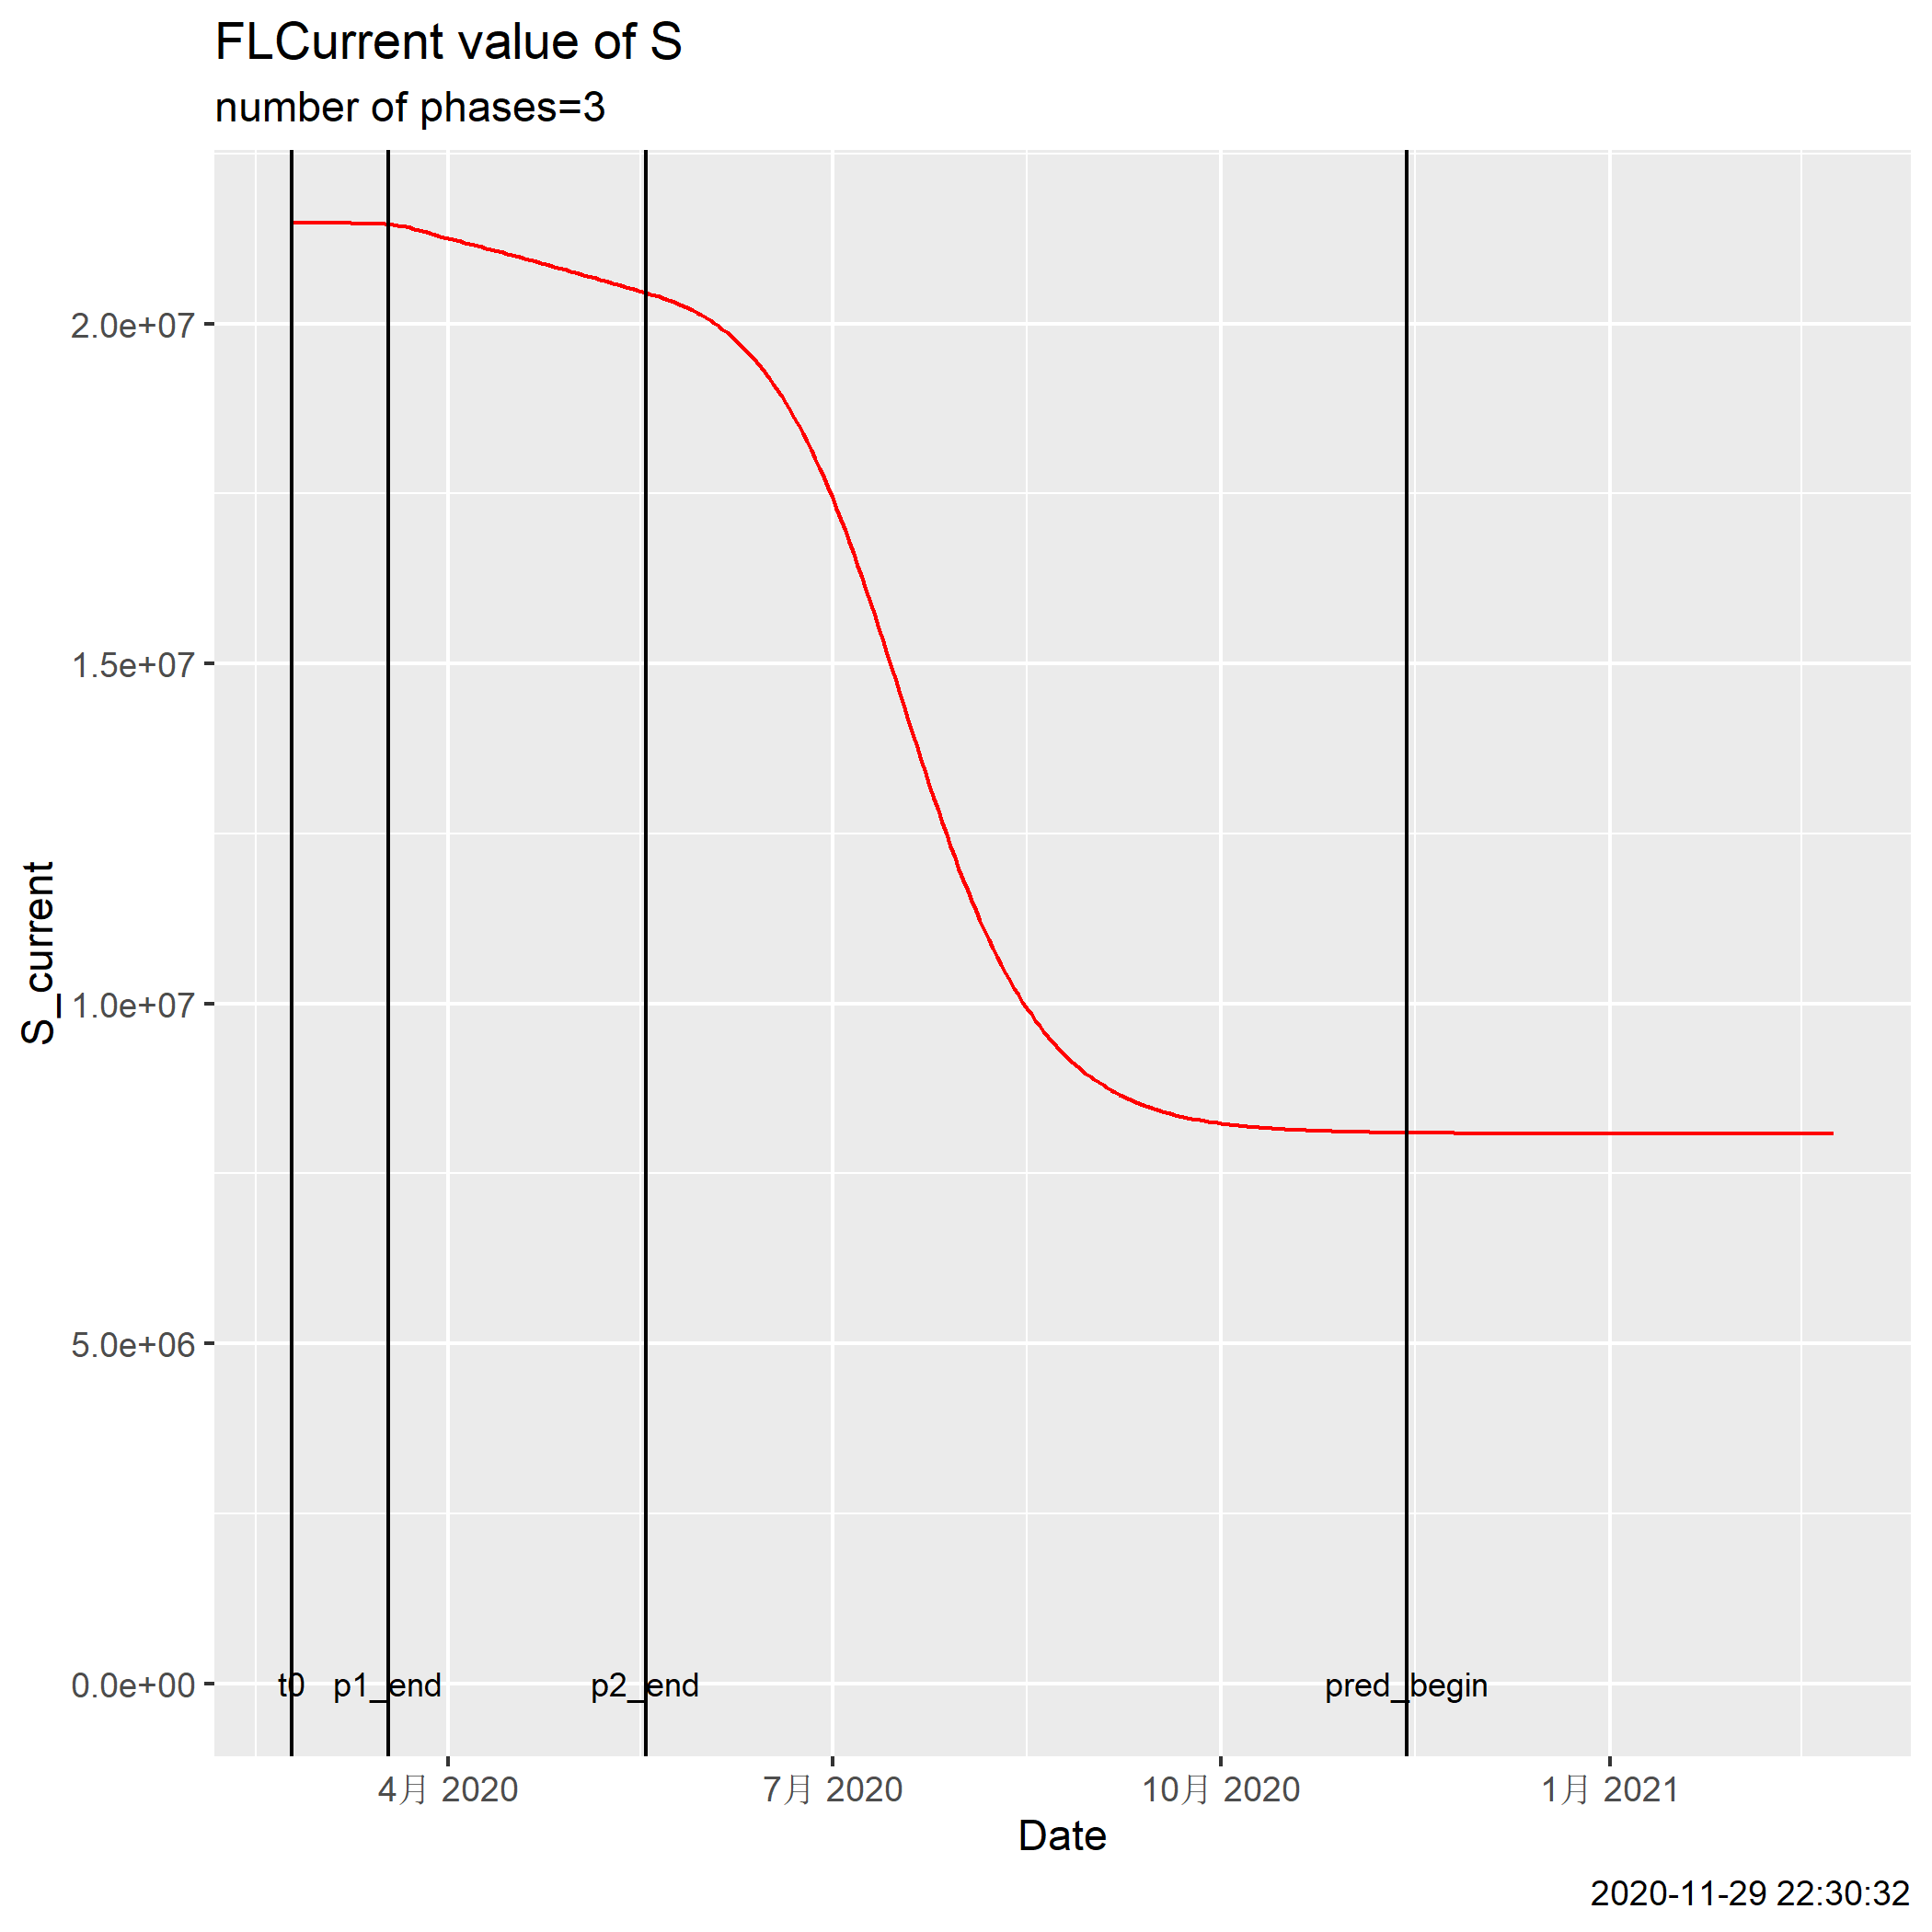 FLCurrent value of S
number of phases=3
S_current
2.0e+07
1.5e+07
1.0e+07
5.0e+06
0.0e+00
t0 p1_end p2_end pred_begin
4月 2020 7月 2020 10月 2020 1月 2021
Date
2020-11-29 22:30:32